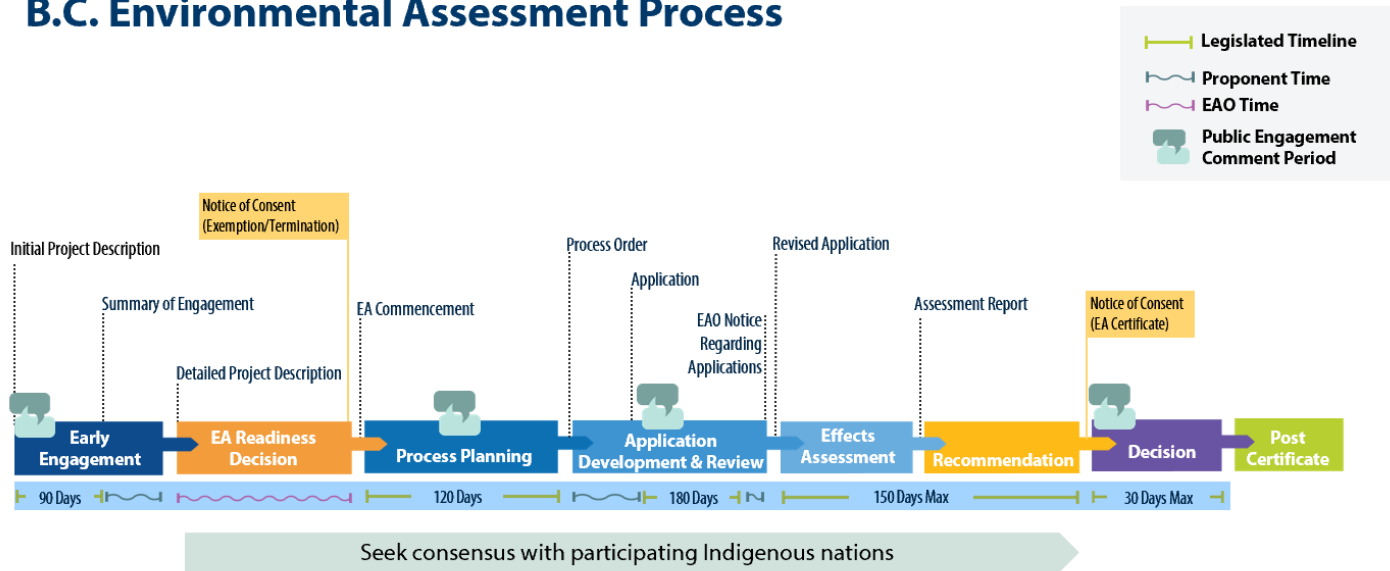 B.C. Environmental Assessment Process
Legislated Timeline
Proponent Time
EAO Time
Public Engagement
Comment Period
Notice of Consent
(Exemption/Termination)
Initial Project Description
Summary of Engagement
Detailed Project Description
EA Commencement
Process Order
Application
EAO Notice
Regarding
Applications
Revised Application
Assessment Report
Notice of Consent
(EA Certificate)
Early
Engagement
EA Readiness
Decision
Process Planning
Application
Development & Review
Effects
Assessment
Recommendation
Decision
Post
Certificate
90 Days
120 Days
180 Days
150 Days Max
30 Days Max
Seek consensus with participating Indigenous nations